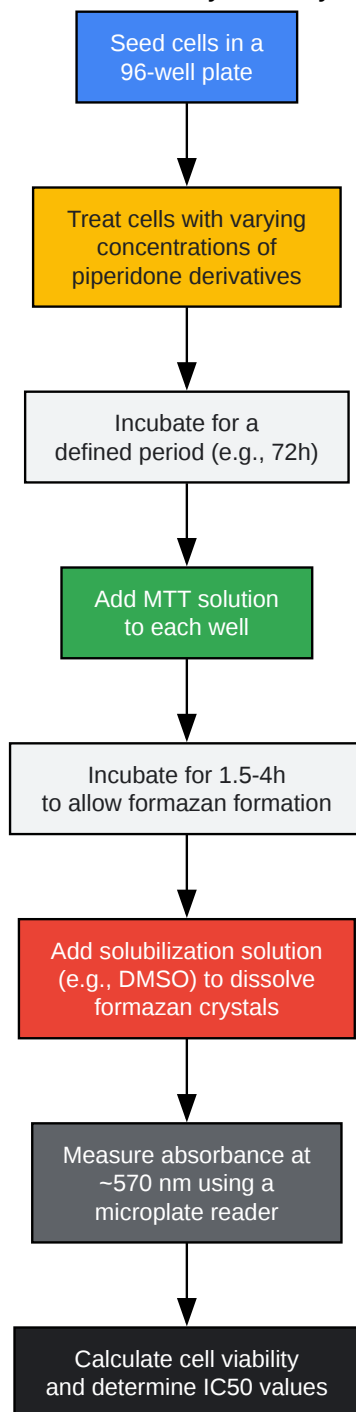 Seed cells in a
96-well plate
Treat cells with varying
concentrations of
piperidone derivatives
Incubate for a
defined period (e.g., 72h)
Add MTT solution
to each well
Incubate for 1.5-4h
to allow formazan formation
Add solubilization solution
(e.g., DMSO) to dissolve
formazan crystals
Measure absorbance at
~570 nm using a
microplate reader
Calculate cell viability
and determine IC50 values